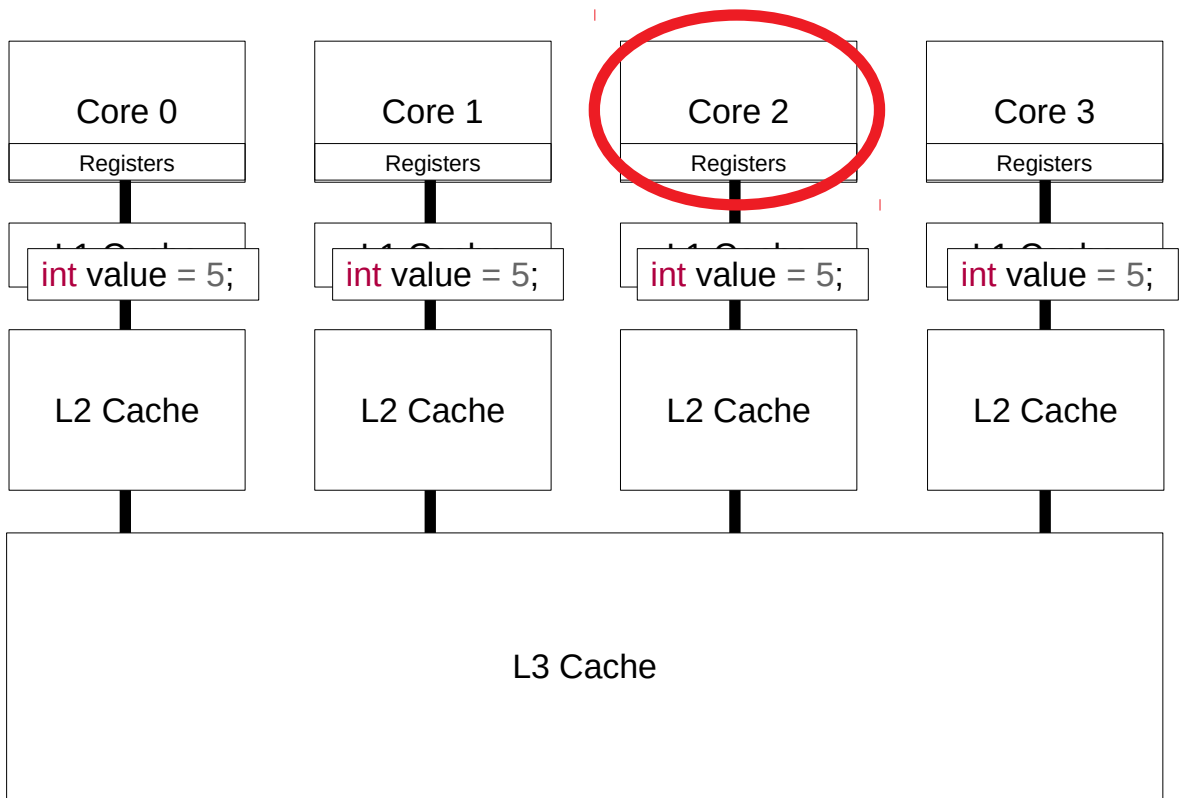 Core 0
Core 1
Core 2
Core 3
Registers
Registers
Registers
Registers
int value = 5;
int value = 5;
int value = 5;
int value = 5;
L2 Cache
L2 Cache
L2 Cache
L2 Cache
L3 Cache